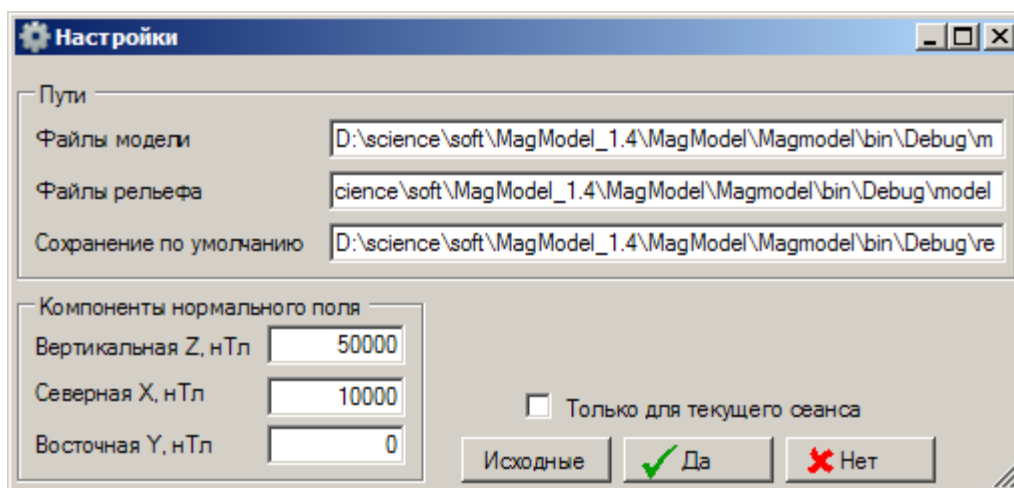 Настройки
Пути
Файлы модели D:\science\soft\MagModel_1.4\MagModel\Magmodel\bin\Debug\m
Файлы рельефа cience\soft\MagModel_1.4\MagModel\Magmodel\bin\Debug\model
Сохранение по умолчанию D:\science\soft\MagModel_1.4\MagModel\Magmodel\bin\Debug\re
Компоненты нормального поля
Вертикальная Z, нТл 50000
Северная X, нТл 10000
Восточная Y, нТл 0
Только для текущего сеанса
Исходные Да Нет